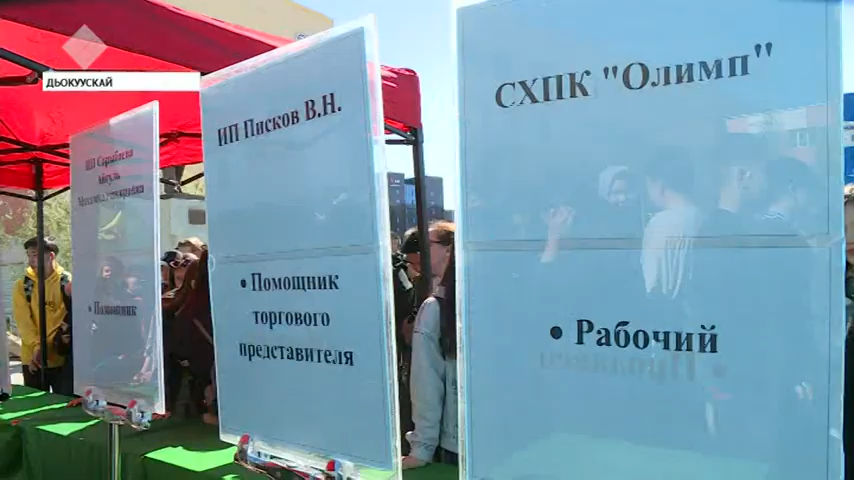 ДЬОКУУСКАЙ
ИП
• Помощник
ИП Писков В.Н.
• Помощник
торгового
представителя
СХПК "Олимп"
• Рабочий